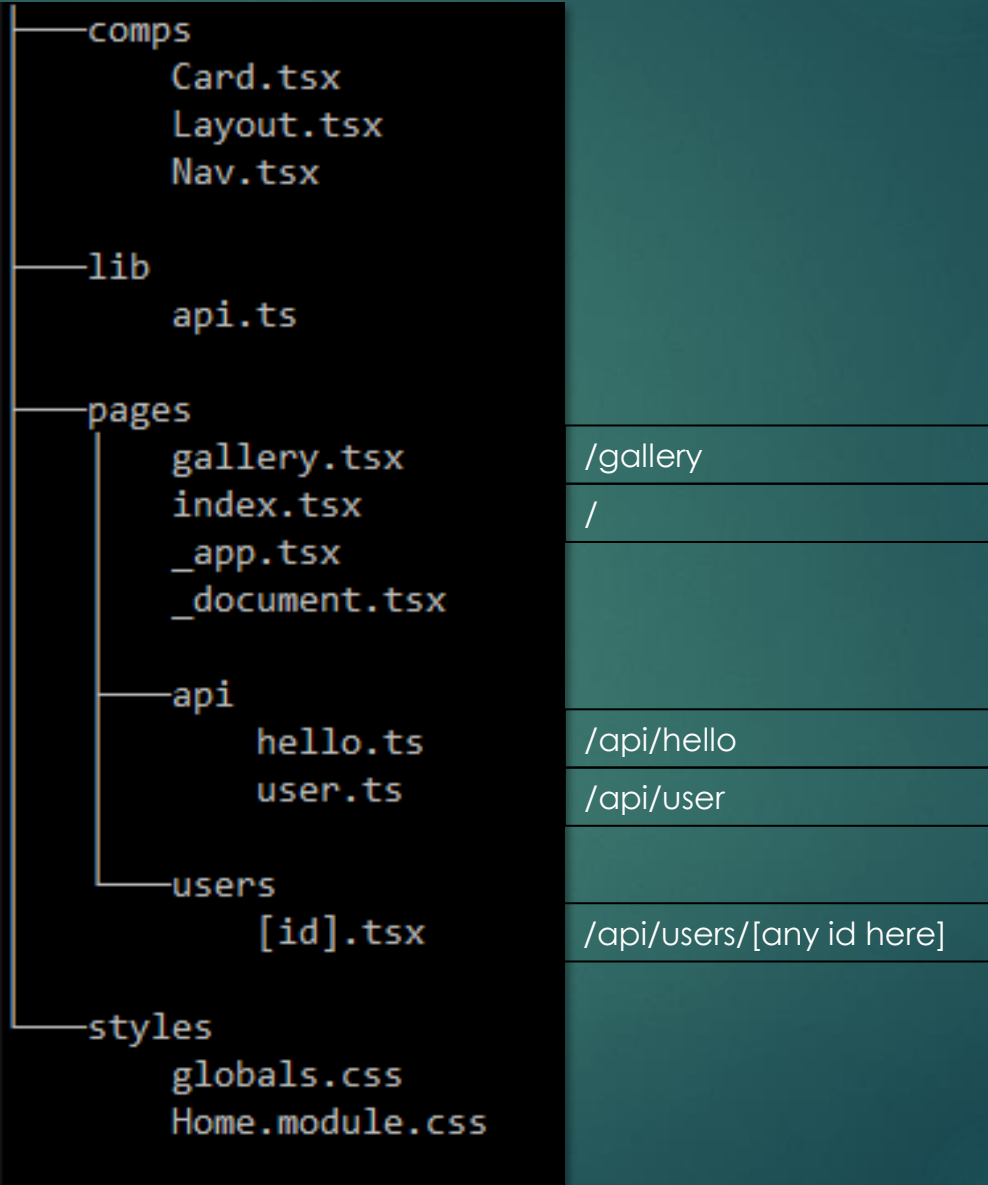 comps
Card.tsx
Layout.tsx
Nav.tsx
lib
api.ts
pages
gallery.tsx /gallery
index.tsx /
_app.tsx
_document.tsx
api
hello.ts /api/hello
user.ts /api/user
users
[id].tsx /api/users/[any id here]
styles
globals.css
Home.module.css